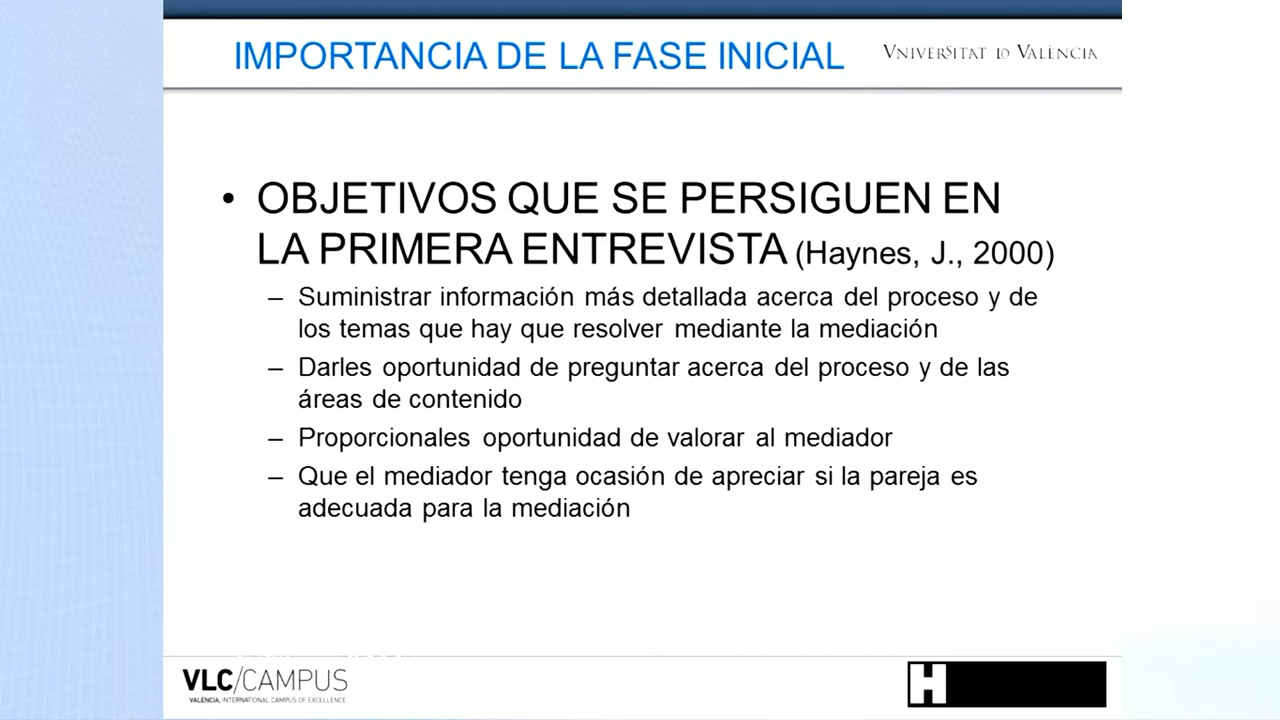 IMPORTANCIA DE LA FASE INICIAL
VNIVERSITAT DE VALÈNCIA
• OBJETIVOS QUE SE PERSIGUEN EN
LA PRIMERA ENTREVISTA (Haynes, J., 2000)
– Suministrar información más detallada acerca del proceso y de
los temas que hay que resolver mediante la mediación
– Darles oportunidad de preguntar acerca del proceso y de las
áreas de contenido
– Proporcionales oportunidad de valorar al mediador
– Que el mediador tenga ocasión de apreciar si la pareja es
adecuada para la mediación
VLC/CAMPUS
VALENCIA, INTERNATIONAL CAMPUS OF EXCELLENCE
H